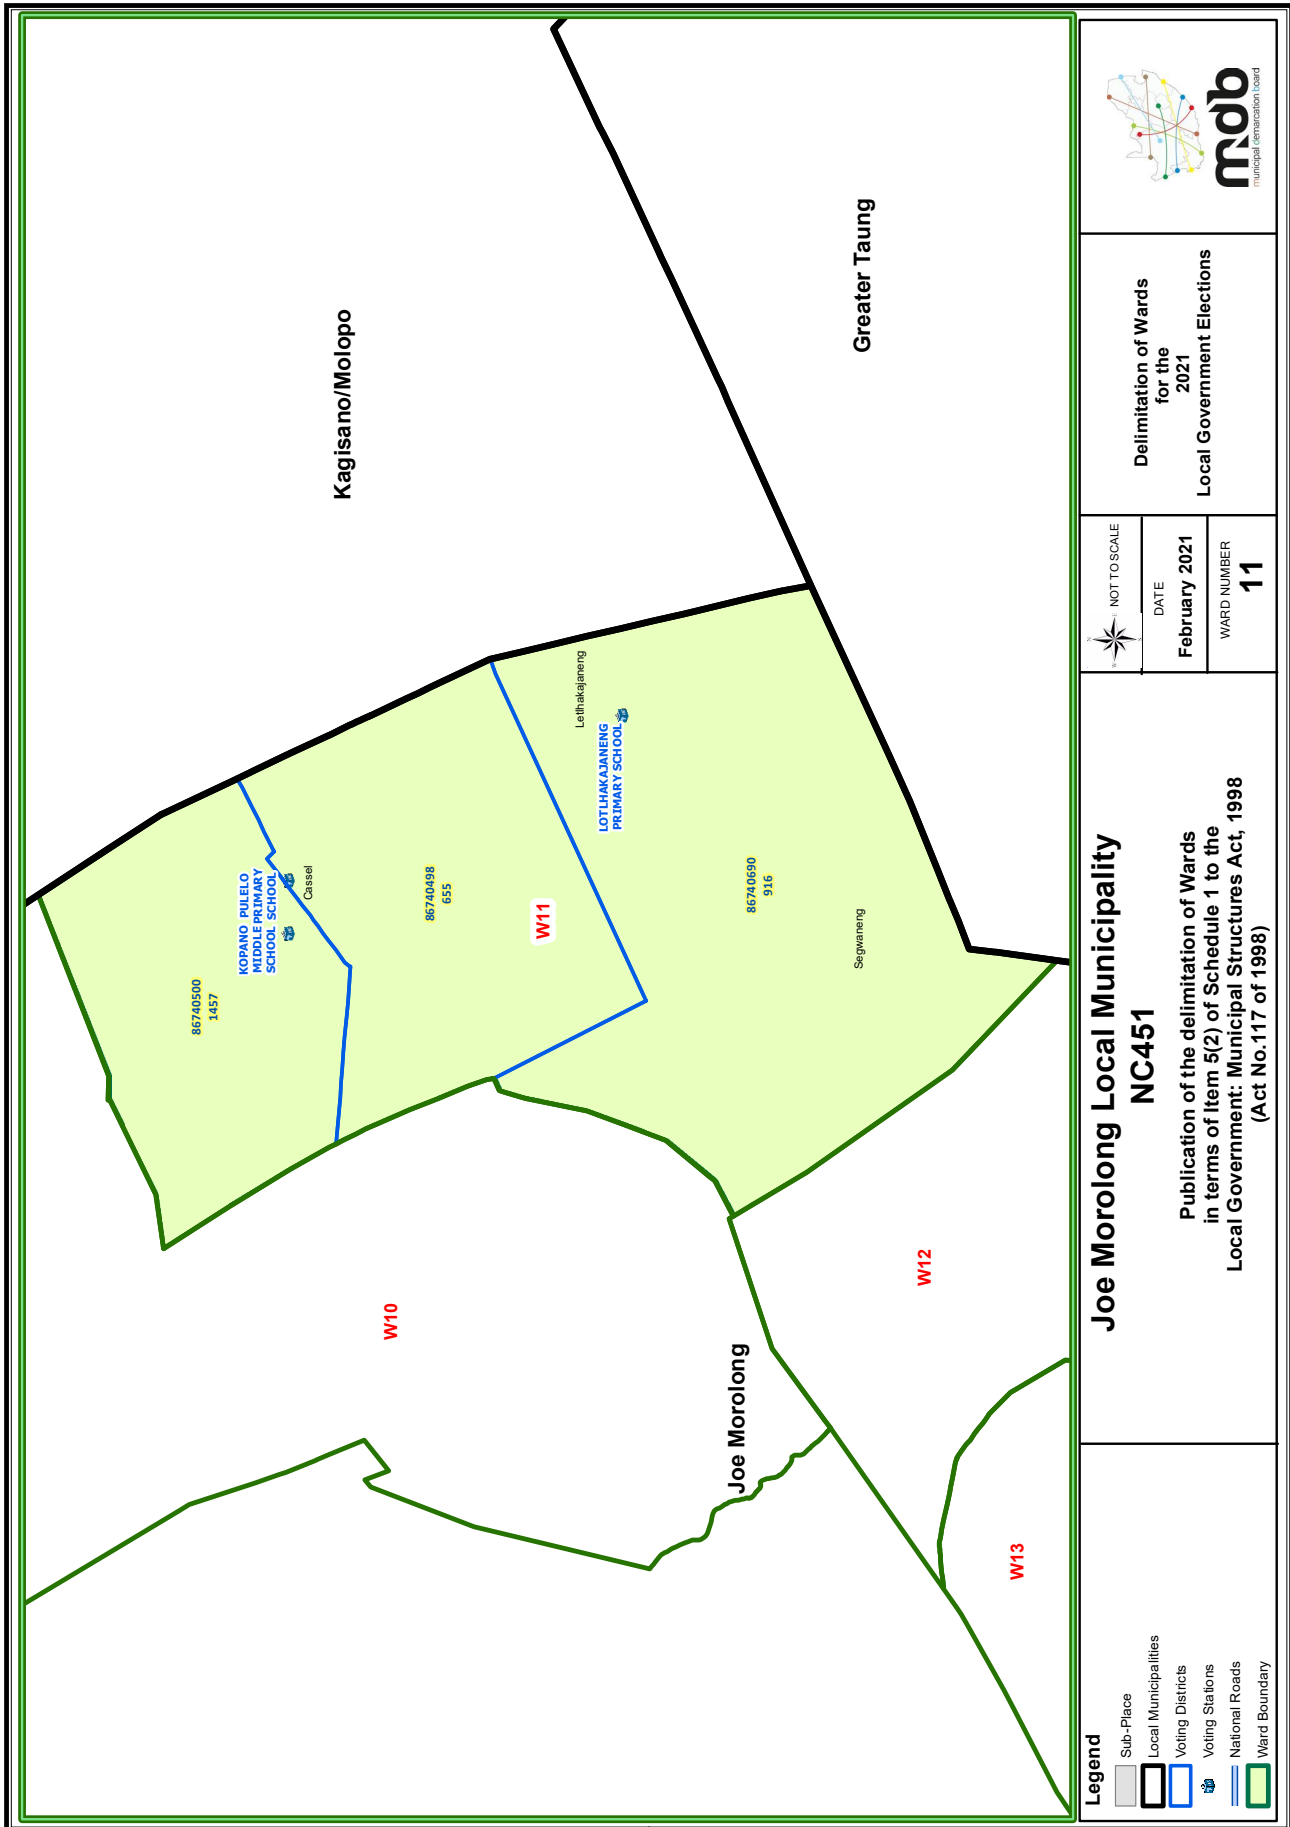 Kagisano/Molopo
Greater Taung
KOPANO PULELO
MIDDLE PRIMARY
SCHOOL SCHOOL
Cassel
86740500
1457
86740498
655
W11
Letlhakajaneng
LOTLHAKAJANENG
PRIMARY SCHOOL
86740690
916
Segwaneng
W10
W12
Joe Morolong
W13
Legend
Sub-Place
Local Municipalities
Voting Districts
Voting Stations
National Roads
Ward Boundary
Joe Morolong Local Municipality
NC451
Publication of the delimitation of Wards
in terms of Item 5(2) of Schedule 1 to the
Local Government: Municipal Structures Act, 1998
(Act No.117 of 1998)
N
W
E
S
NOT TO SCALE
DATE
February 2021
WARD NUMBER
11
Delimitation of Wards
for the
2021
Local Government Elections
mdb
municipal demarcation board